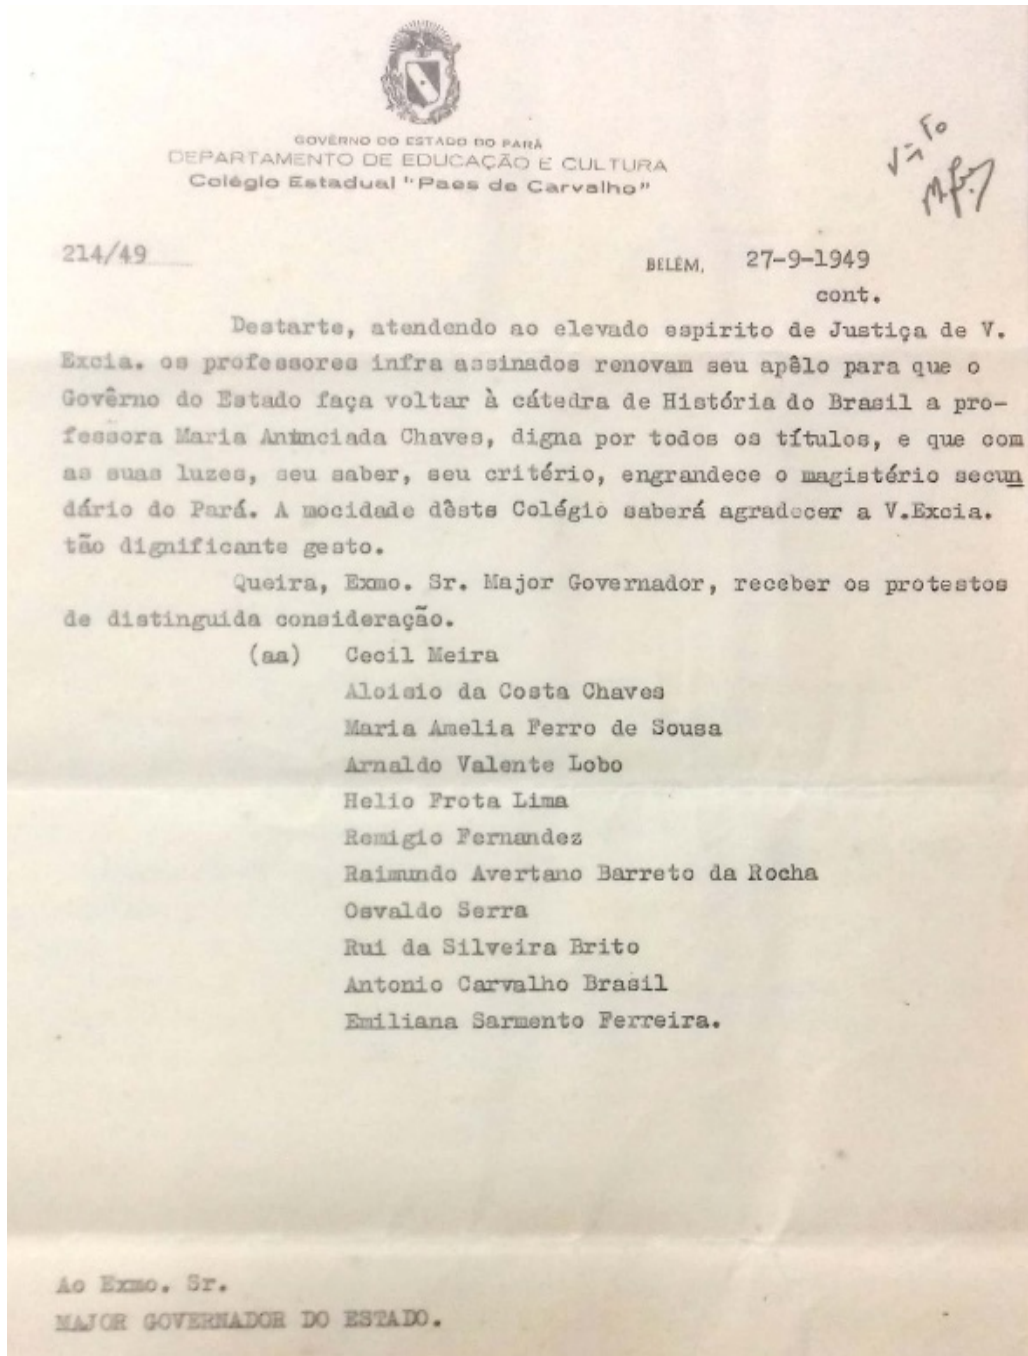 GOVÊRNO DO ESTADO DO PARÁ
DEPARTAMENTO DE EDUCAÇÃO E CULTURA
Colégio Estadual "Paes de Carvalho"
214/49
BELÉM, 27-9-1949
cont.
Destarte, atendendo ao elevado espirito de Justiça de V.
Excia. os professores infra assinados renovam seu apêlo para que o
Govêrno do Estado faça voltar à cátedra de História do Brasil a pro-
fessora Maria Anunciada Chaves, digna por todos os títulos, e que com
as suas luzes, seu saber, seu critério, engrandece o magistério secun
dário do Pará. A mocidade dêste Colégio saberá agradecer a V.Excia.
tão dignificante gesto.
Queira, Exmo. Sr. Major Governador, receber os protestos
de distinguida consideração.
(aa) Cecil Meira
Aloisio da Costa Chaves
Maria Amelia Ferro de Sousa
Arnaldo Valente Lobo
Helio Frota Lima
Remigio Fernandez
Raimundo Avertano Barreto da Rocha
Osvaldo Serra
Rui da Silveira Brito
Antonio Carvalho Brasil
Emiliana Sarmento Ferreira.
Ao Exmo. Sr.
MAJOR GOVERNADOR DO ESTADO.